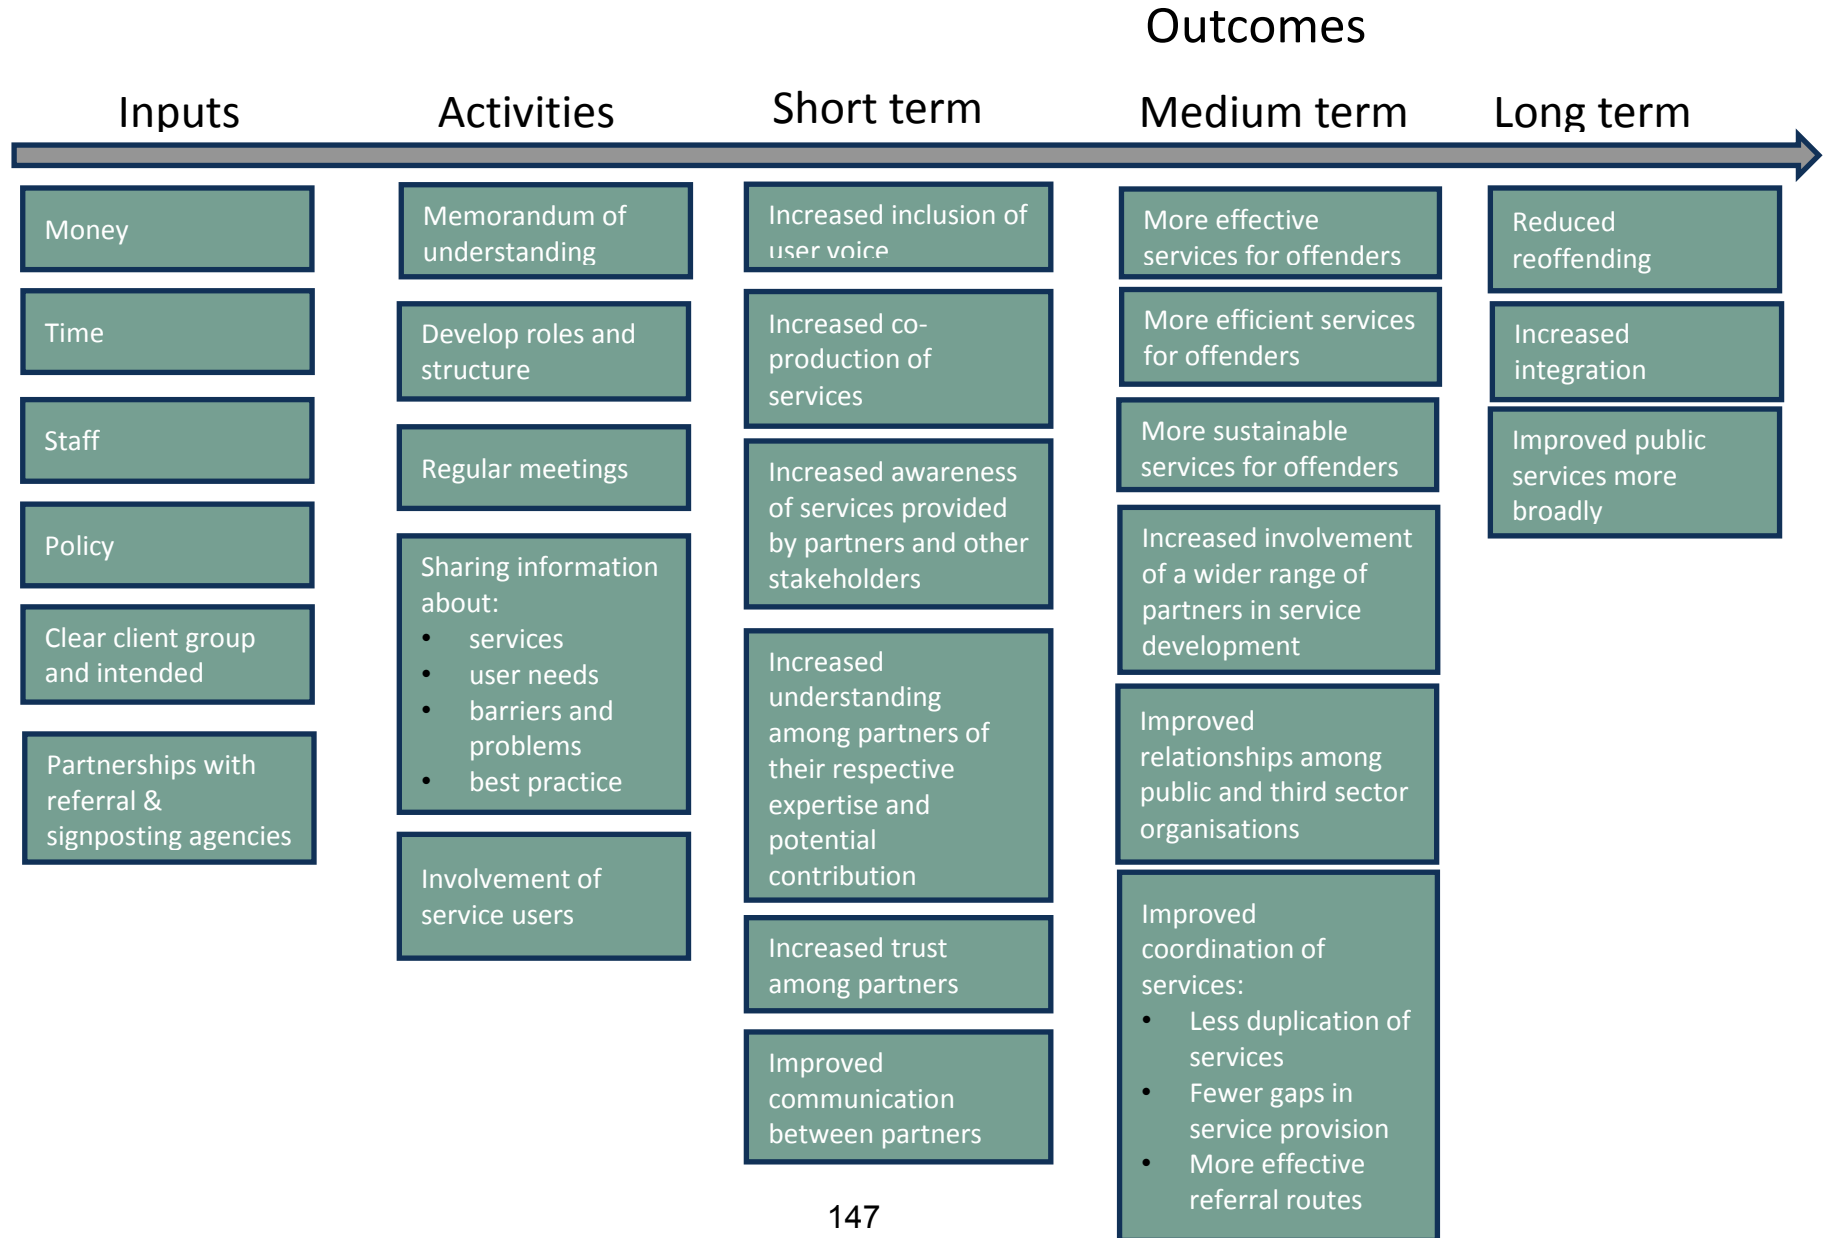 Outcomes
Inputs
Activities
Short term
Medium term
Long term
Money
Time
Staff
Policy
Clear client group
and intended
Partnerships with
referral &
signposting agencies
Memorandum of
understanding
Develop roles and
structure
Regular meetings
Sharing information
about:
• services
• user needs
• barriers and
problems
• best practice
Involvement of
service users
Increased inclusion of
user voice
Increased co-
production of
services
Increased awareness
of services provided
by partners and other
stakeholders
Increased
understanding
among partners of
their respective
expertise and
potential
contribution
Increased trust
among partners
Improved
communication
between partners
More effective
services for offenders
More efficient services
for offenders
More sustainable
services for offenders
Increased involvement
of a wider range of
partners in service
development
Improved
relationships among
public and third sector
organisations
Improved
coordination of
services:
• Less duplication of
services
• Fewer gaps in
service provision
• More effective
referral routes
Reduced
reoffending
Increased
integration
Improved public
services more
broadly
147